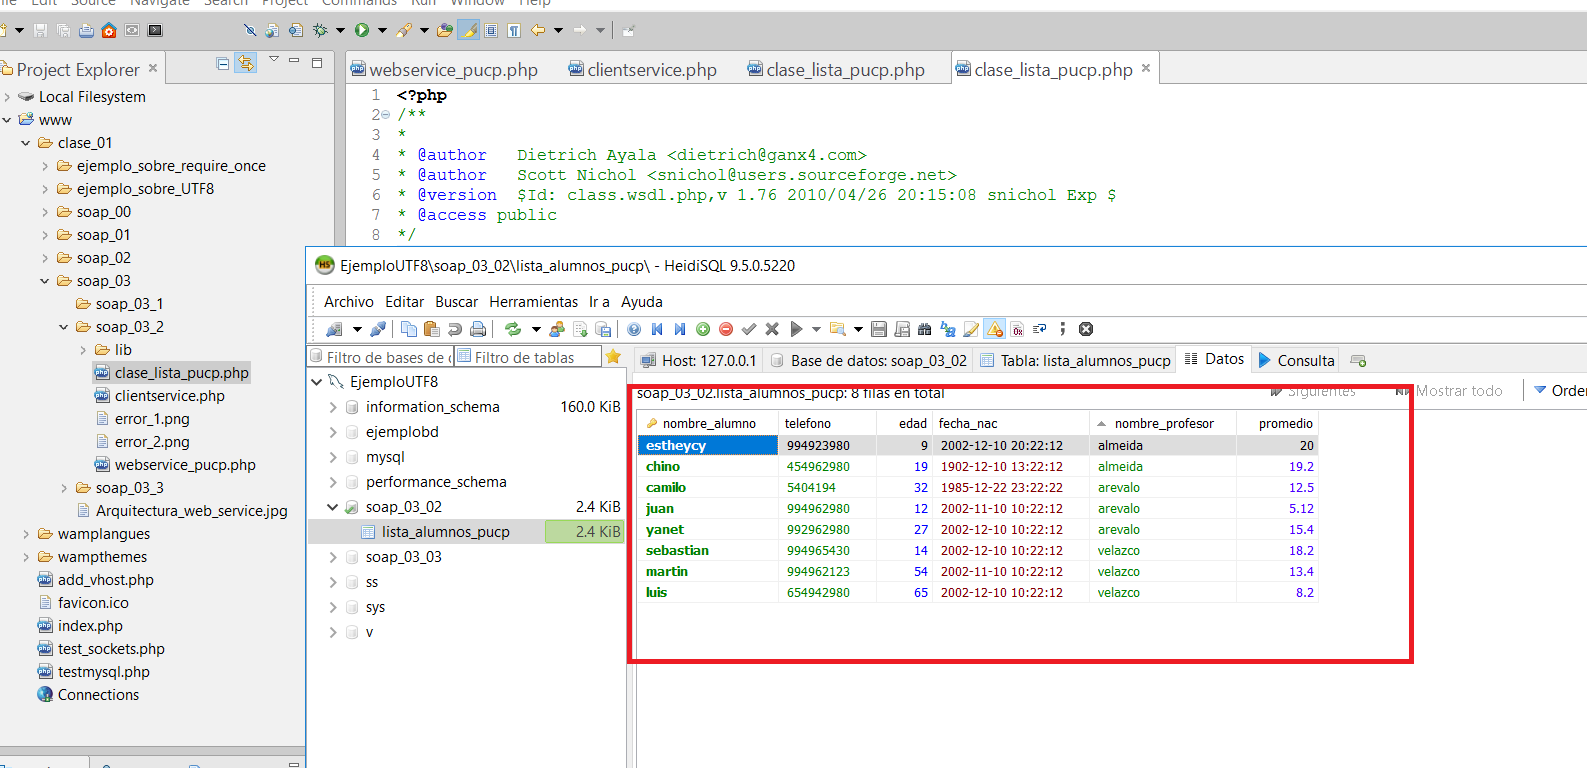 File Edit Source Navigate Search Project Commands Run Window Help
Project Explorer
Local Filesystem
www
clase_01
ejemplo_sobre_require_once
ejemplo_sobre_UTF8
soap_00
soap_01
soap_02
soap_03
soap_03_1
soap_03_2
lib
clase_lista_pucp.php
clientservice.php
error_1.png
error_2.png
webservice_pucp.php
soap_03_3
Arquitectura_web_service.jpg
wamplangues
wampthemes
add_vhost.php
favicon.ico
index.php
test_sockets.php
testmysql.php
Connections
webservice_pucp.php clientservice.php clase_lista_pucp.php clase_lista_pucp.php
1 <?php
2 /**
3 *
4 * @author Dietrich Ayala <dietrich@ganx4.com>
5 * @author Scott Nichol <snichol@users.sourceforge.net>
6 * @version $Id: class.wsdl.php,v 1.76 2010/04/26 20:15:08 snichol Exp $
7 * @access public
8 */
EjemploUTF8\soap_03_02\lista_alumnos_pucp\ - HeidiSQL 9.5.0.5220
Archivo Editar Buscar Herramientas Ir a Ayuda
Filtro de bases de Filtro de tablas
EjemploUTF8
information_schema 160.0 KiB
ejemplobd
mysql
performance_schema
soap_03_02 2.4 KiB
lista_alumnos_pucp 2.4 KiB
soap_03_03
ss
sys
v
Host: 127.0.0.1 Base de datos: soap_03_02 Tabla: lista_alumnos_pucp Datos Consulta
soap_03_02.lista_alumnos_pucp: 8 filas en total Siguientes Mostrar todo Orde
nombre_alumno telefono edad fecha_nac nombre_profesor promedio
estheycy 994923980 9 2002-12-10 20:22:12 almeida 20
chino 454962980 19 1902-12-10 13:22:12 almeida 19.2
camilo 5404194 32 1985-12-22 23:22:22 arevalo 12.5
juan 994962980 12 2002-11-10 10:22:12 arevalo 5.12
yanet 992962980 27 2002-12-10 10:22:12 arevalo 15.4
sebastian 994965430 14 2002-12-10 10:22:12 velazco 18.2
martin 994962123 54 2002-11-10 10:22:12 velazco 13.4
luis 654942980 65 2002-12-10 10:22:12 velazco 8.2